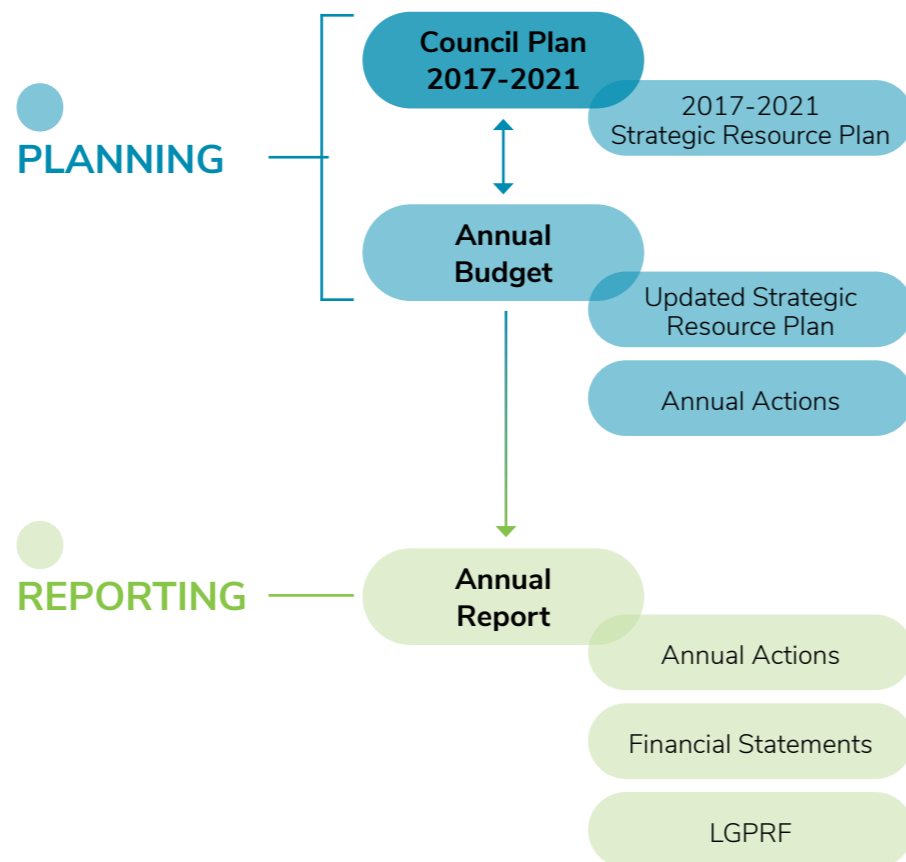 Council Plan
2017-2021
2017-2021
Strategic Resource Plan
PLANNING
Annual
Budget
Updated Strategic
Resource Plan
Annual Actions
REPORTING
Annual
Report
Annual Actions
Financial Statements
LGPRF